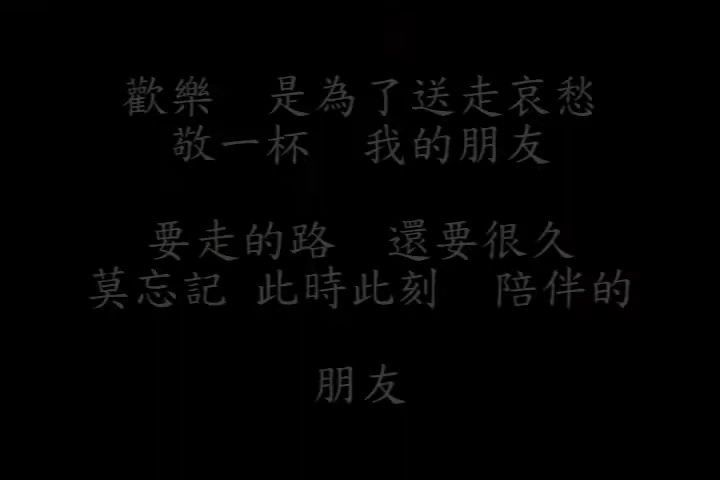 歡樂　是為了送走哀愁
敬一杯　我的朋友
要走的路　還要很久
莫忘記 此時此刻　陪伴的
朋友